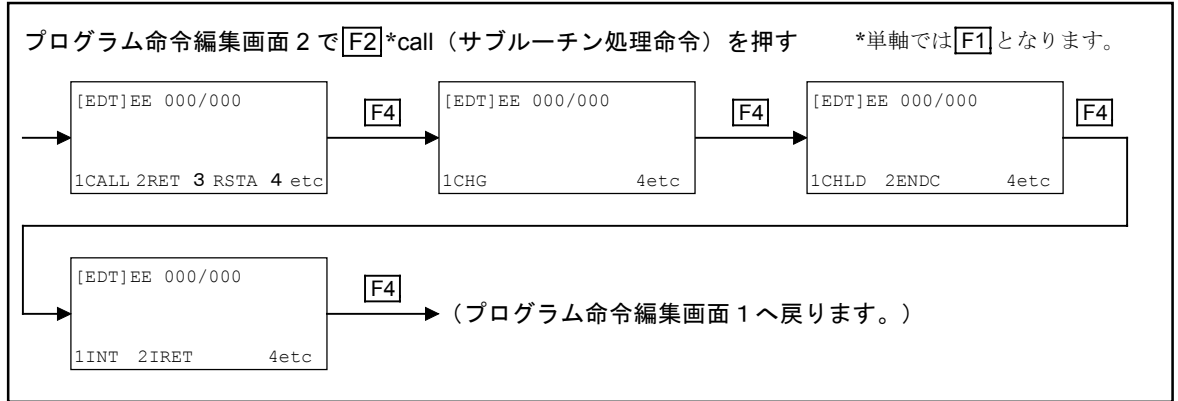 プログラム命令編集画面２で F2 *call（サブルーチン処理命令）を押す *単軸では F1 となります。
[EDT]EE 000/000
1CALL 2RET 3 RSTA 4 etc
F4
[EDT]EE 000/000
1CHG 4etc
F4
[EDT]EE 000/000
1CHLD 2ENDC 4etc
F4
[EDT]EE 000/000
1INT 2IRET 4etc
F4
（プログラム命令編集画面１へ戻ります。）